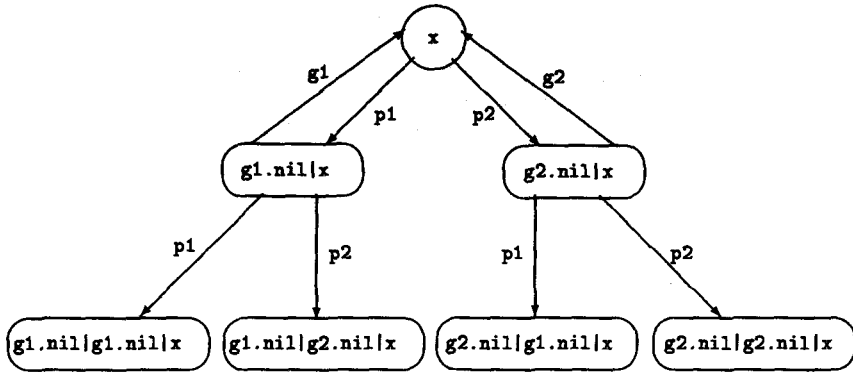 x
g1
g2
p1
p2
g1.nil|x
g2.nil|x
p1
p2
p1
p2
g1.nil|g1.nil|x
g1.nil|g2.nil|x
g2.nil|g1.nil|x
g2.nil|g2.nil|x